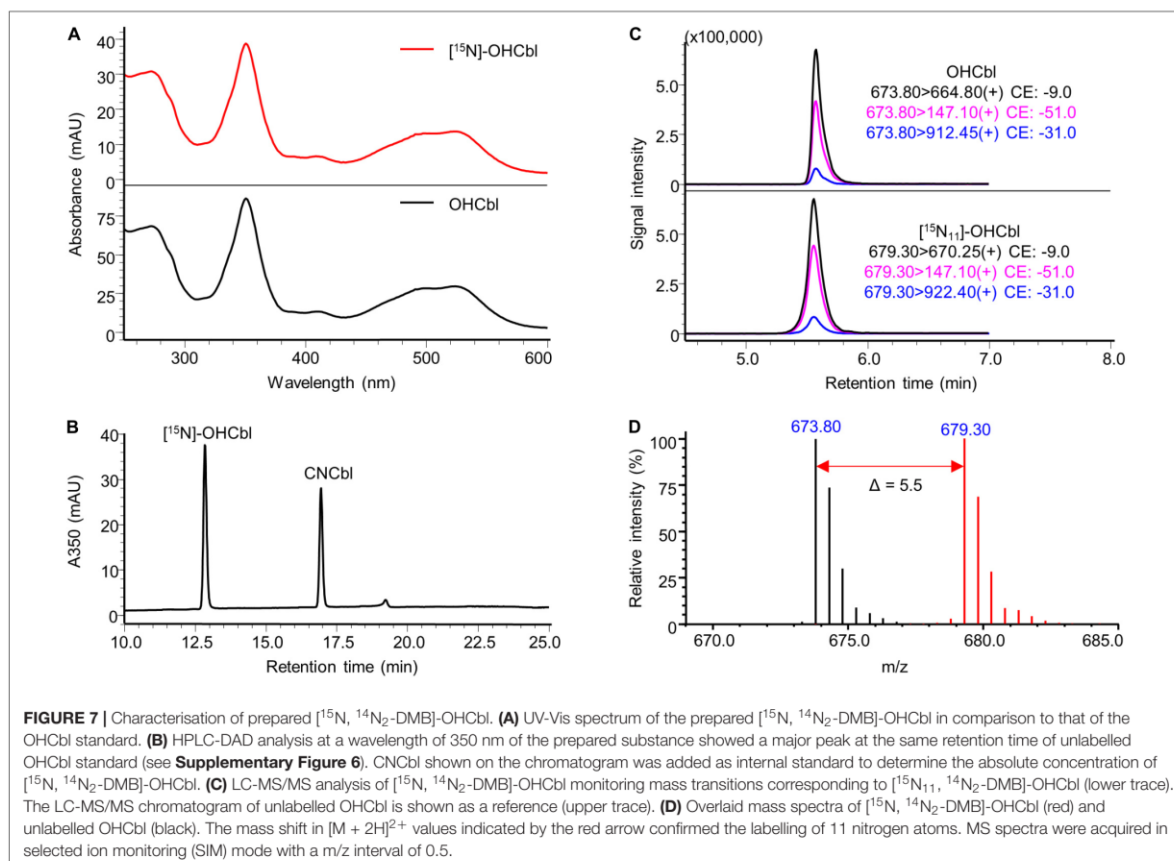 A
[¹⁵N]-OHCbl
40
30
20
10
0
OHCbl
75
50
25
0
Absorbance (mAU)
300 400 500 600
Wavelength (nm)
C
(x100,000)
OHCbl
673.80>664.80(+) CE: -9.0
673.80>147.10(+) CE: -51.0
673.80>912.45(+) CE: -31.0
5.0
2.5
0
[¹⁵N₁₁]-OHCbl
679.30>670.25(+) CE: -9.0
679.30>147.10(+) CE: -51.0
679.30>922.40(+) CE: -31.0
5.0
2.5
0.0
Signal intensity
5.0 6.0 7.0 8.0
Retention time (min)
B
[¹⁵N]-OHCbl
CNCbl
40
30
20
10
0
A350 (mAU)
10.0 12.5 15.0 17.5 20.0 22.5 25.0
Retention time (min)
D
673.80 679.30
Δ = 5.5
100
75
50
25
0
Relative intensity (%)
670.0 675.0 680.0 685.0
m/z
FIGURE 7 | Characterisation of prepared [¹⁵N, ¹⁴N₂-DMB]-OHCbl. (A) UV-Vis spectrum of the prepared [¹⁵N, ¹⁴N₂-DMB]-OHCbl in comparison to that of the
OHCbl standard. (B) HPLC-DAD analysis at a wavelength of 350 nm of the prepared substance showed a major peak at the same retention time of unlabelled
OHCbl standard (see Supplementary Figure 6). CNCbl shown on the chromatogram was added as internal standard to determine the absolute concentration of
[¹⁵N, ¹⁴N₂-DMB]-OHCbl. (C) LC-MS/MS analysis of [¹⁵N, ¹⁴N₂-DMB]-OHCbl monitoring mass transitions corresponding to [¹⁵N₁₁, ¹⁴N₂-DMB]-OHCbl (lower trace).
The LC-MS/MS chromatogram of unlabelled OHCbl is shown as a reference (upper trace). (D) Overlaid mass spectra of [¹⁵N, ¹⁴N₂-DMB]-OHCbl (red) and
unlabelled OHCbl (black). The mass shift in [M + 2H]²⁺ values indicated by the red arrow confirmed the labelling of 11 nitrogen atoms. MS spectra were acquired in
selected ion monitoring (SIM) mode with a m/z interval of 0.5.